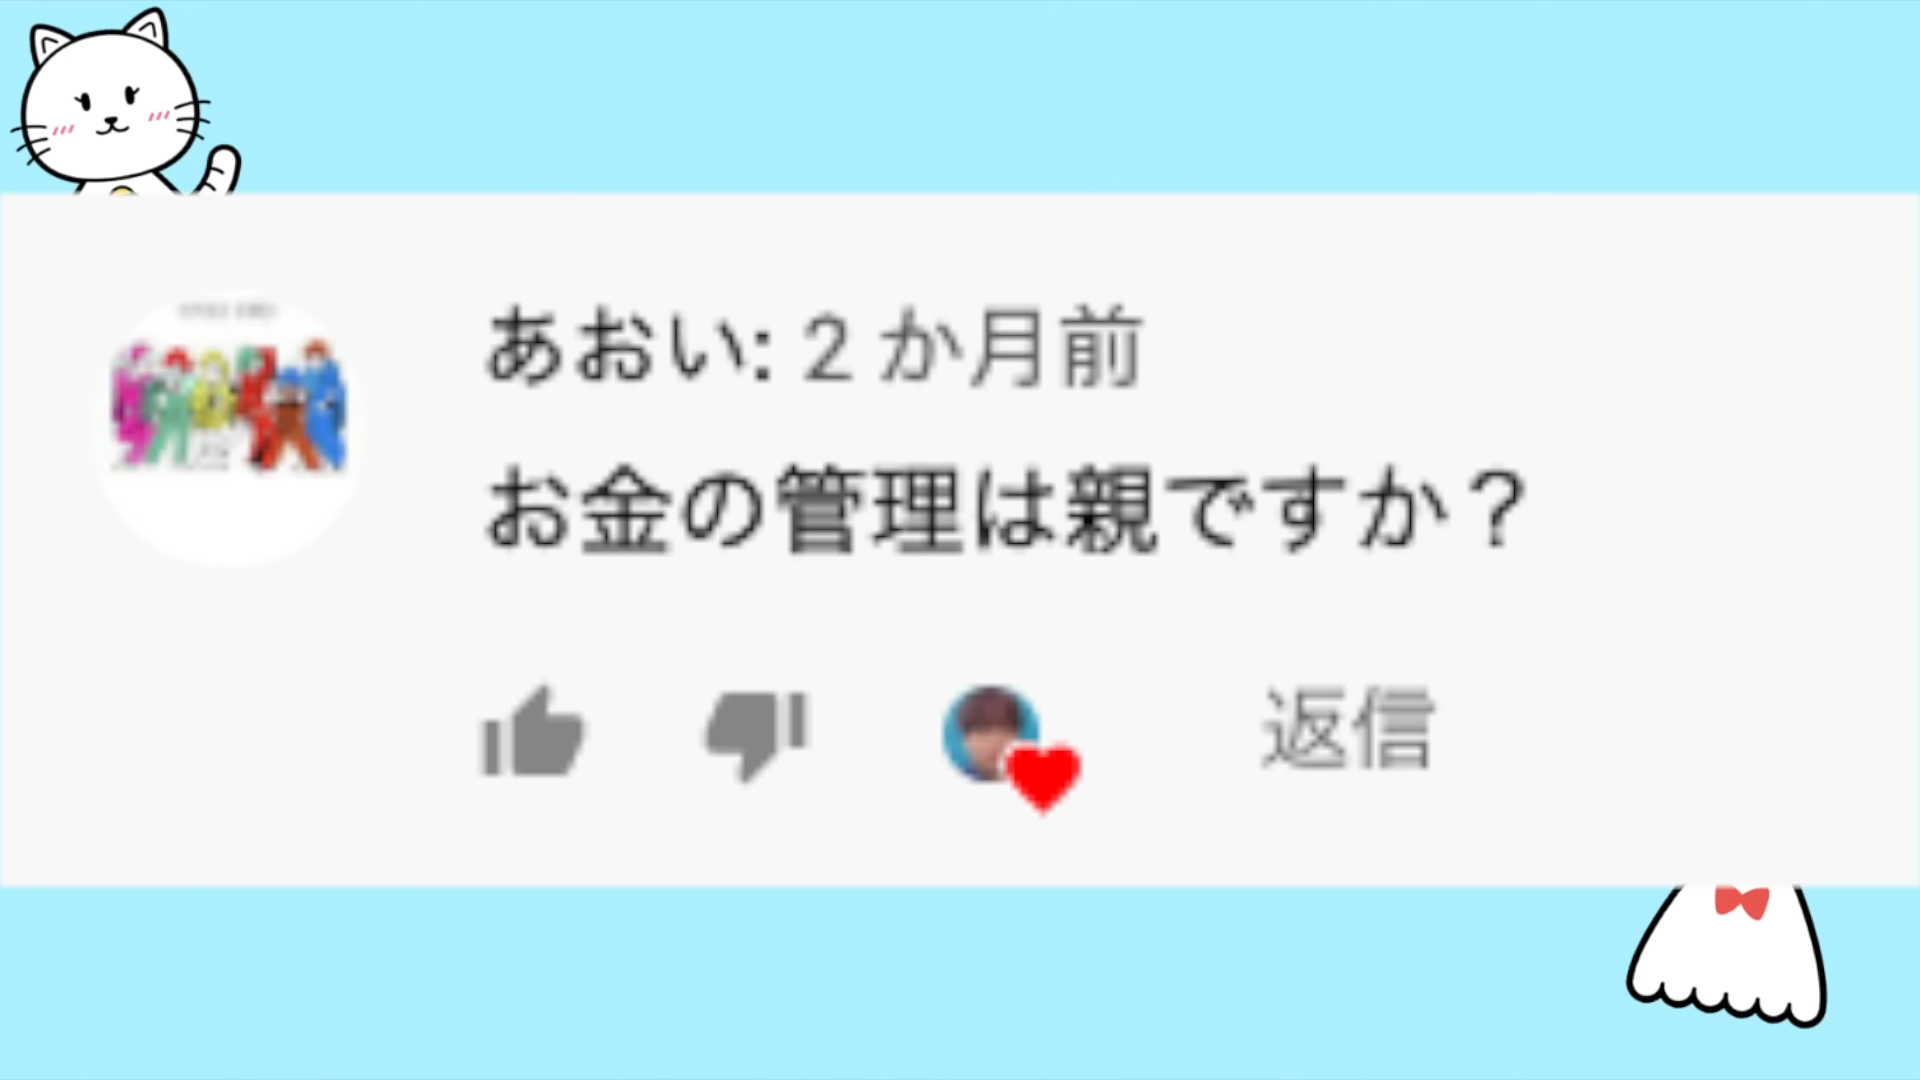 あおい: 2 か月前
お金の管理は親ですか？
返信